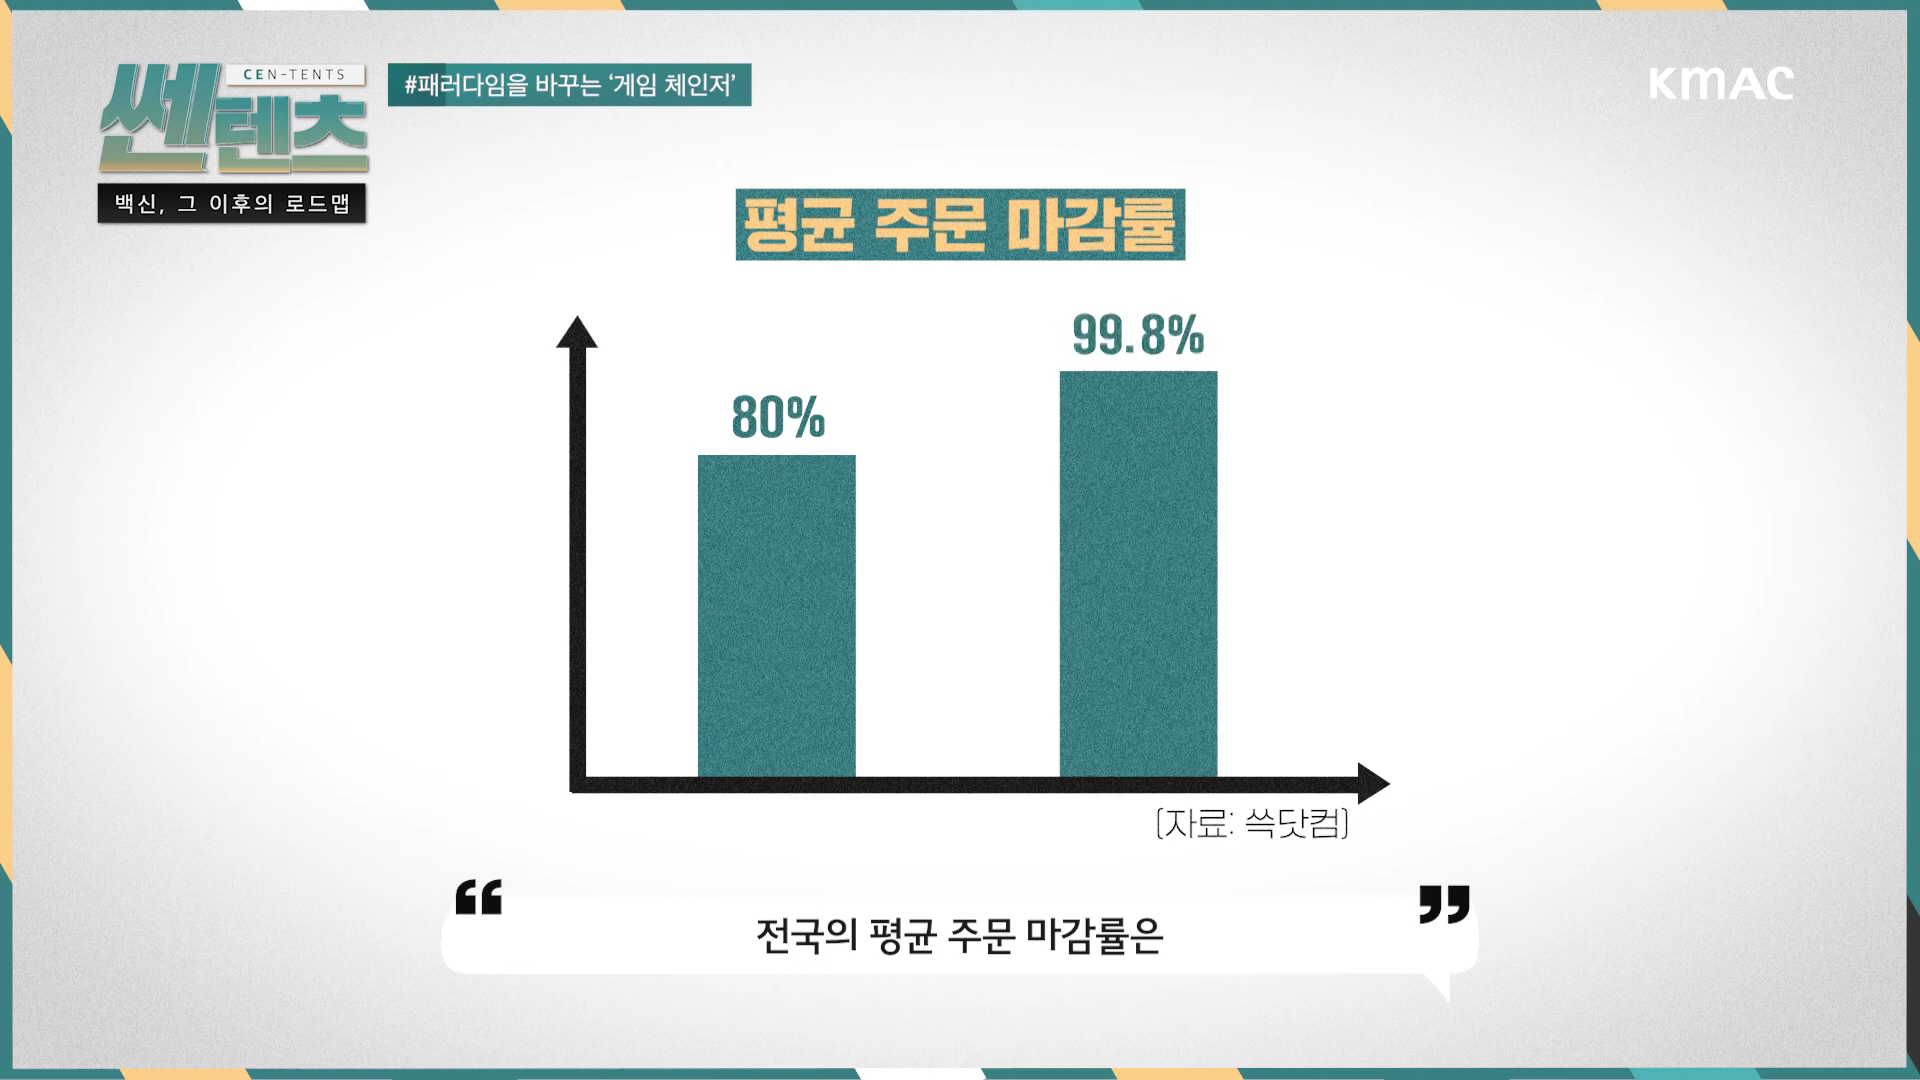 CEN-TENTS
쎈텐츠
백신, 그 이후의 로드맵
#패러다임을 바꾸는 ‘게임 체인저’
KMAC
평균 주문 마감률
80%
99.8%
(자료: 쓱닷컴)
“전국의 평균 주문 마감률은”